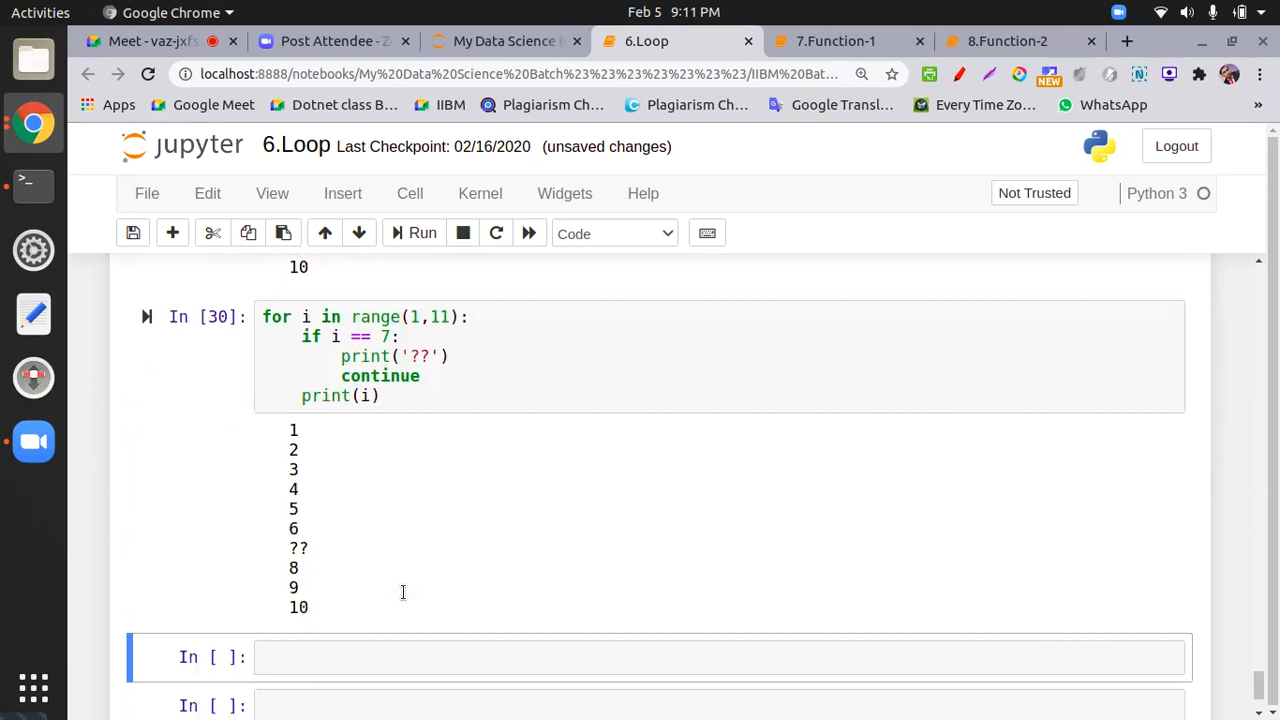 Activities
Google Chrome
Feb 5 9:11 PM
Meet - vaz-jxfs
Post Attendee - Z
My Data Science
6.Loop
7.Function-1
8.Function-2
localhost:8888/notebooks/My%20Data%20Science%20Batch%23%23%23%23%23%23/IIBM%20Bat...
NEW
Apps
Google Meet
Dotnet class B...
IIBM
Plagiarism Ch...
Plagiarism Ch...
Google Transl...
Every Time Zo...
WhatsApp
»
jupyter
6.Loop Last Checkpoint: 02/16/2020 (unsaved changes)
Logout
File
Edit
View
Insert
Cell
Kernel
Widgets
Help
Not Trusted
Python 3
Run
Code
10
In [30]:
for i in range(1,11):
if i == 7:
print('??')
continue
print(i)
1
2
3
4
5
6
??
8
9
10
In [ ]:
In [ ]: